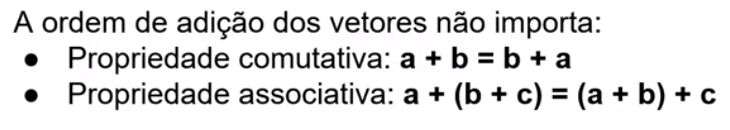 A ordem de adição dos vetores não importa:
● Propriedade comutativa: a + b = b + a
● Propriedade associativa: a + (b + c) = (a + b) + c